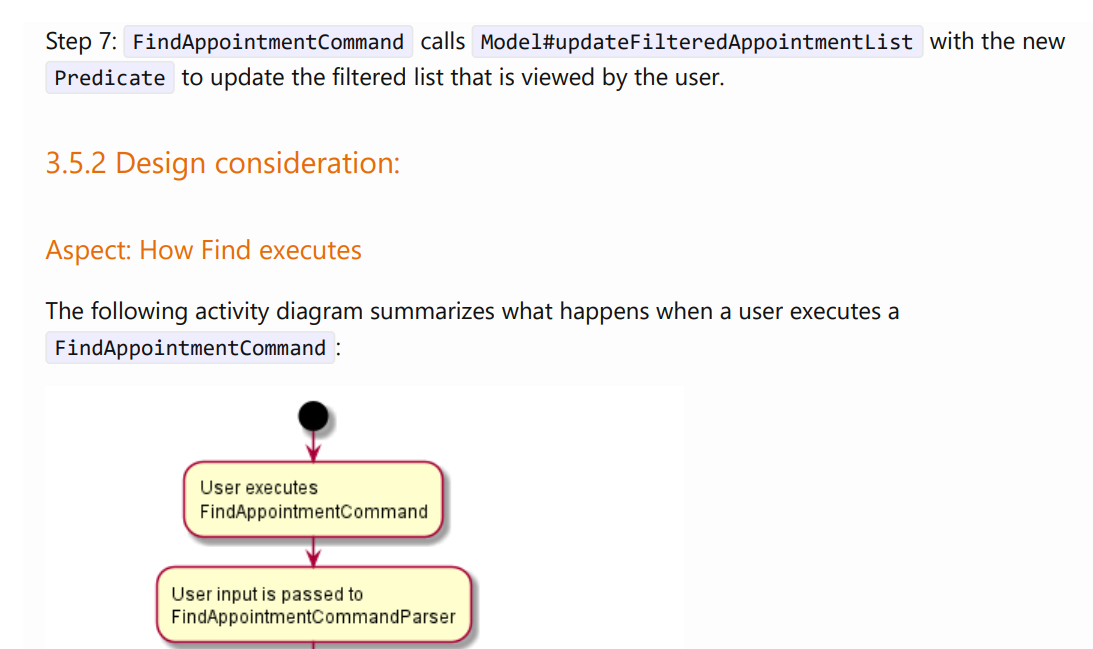 Step 7: FindAppointmentCommand calls Model#updateFilteredAppointmentList with the new
Predicate to update the filtered list that is viewed by the user.
3.5.2 Design consideration:
Aspect: How Find executes
The following activity diagram summarizes what happens when a user executes a
FindAppointmentCommand:
User executes
FindAppointmentCommand
User input is passed to
FindAppointmentCommandParser